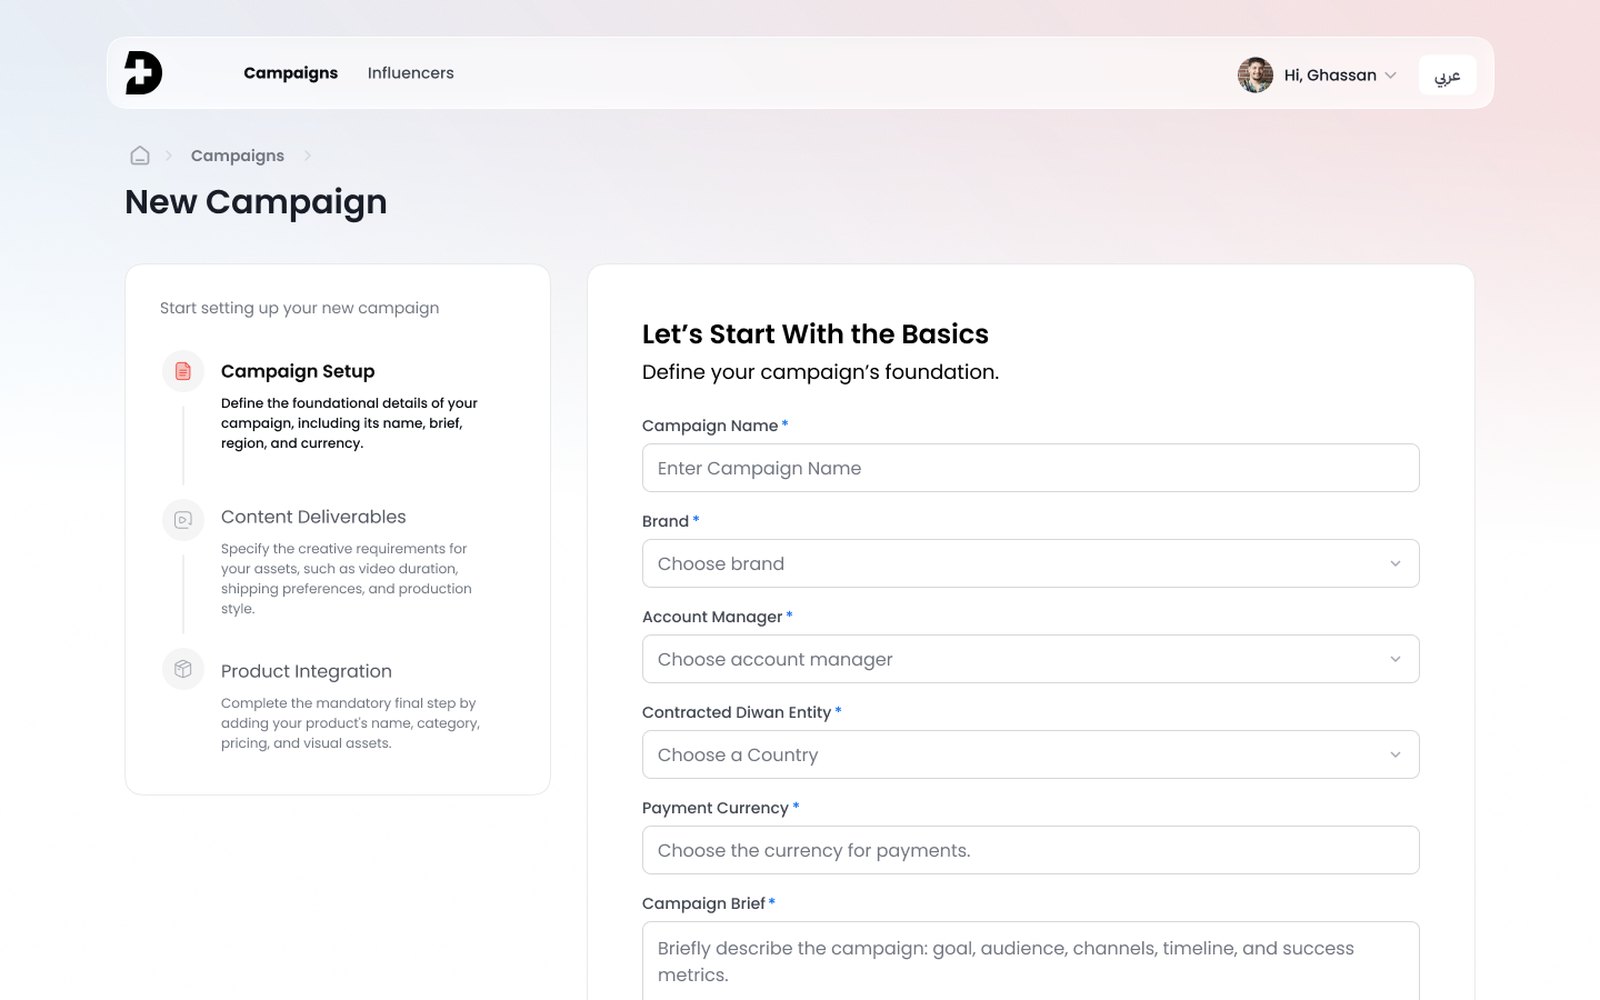 Campaigns
Influencers
Hi, Ghassan
عربي
Campaigns
New Campaign
Start setting up your new campaign
Campaign Setup
Define the foundational details of your
campaign, including its name, brief,
region, and currency.
Content Deliverables
Specify the creative requirements for
your assets, such as video duration,
shipping preferences, and production
style.
Product Integration
Complete the mandatory final step by
adding your product's name, category,
pricing, and visual assets.
Let’s Start With the Basics
Define your campaign’s foundation.
Campaign Name *
Enter Campaign Name
Brand *
Choose brand
Account Manager *
Choose account manager
Contracted Diwan Entity *
Choose a Country
Payment Currency *
Choose the currency for payments.
Campaign Brief *
Briefly describe the campaign: goal, audience, channels, timeline, and success
metrics.